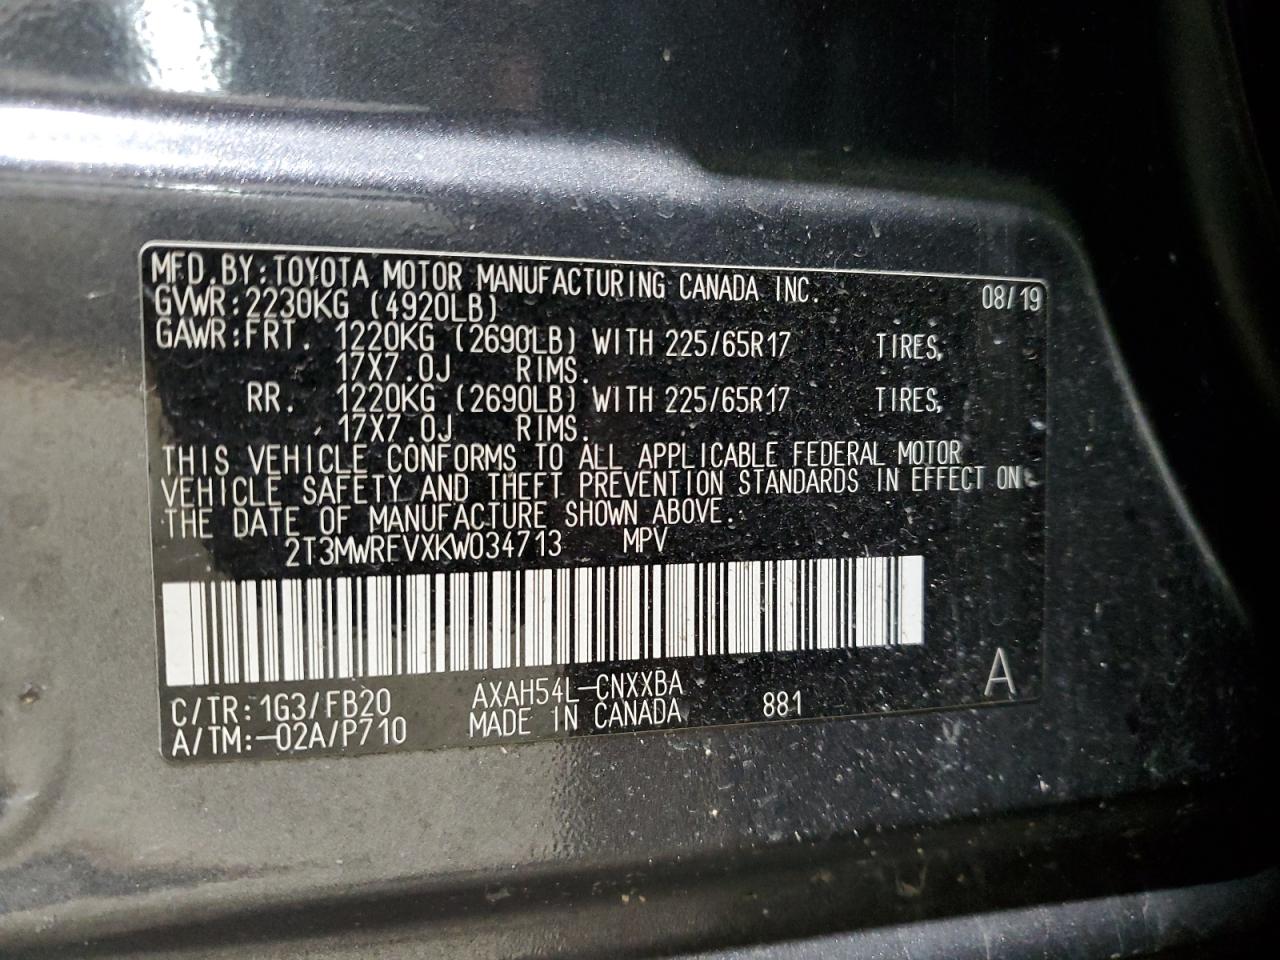 MFD.BY:TOYOTA MOTOR MANUFACTURING CANADA INC. 08/19
GVWR:2230KG (4920LB)
GAWR:FRT. 1220KG (2690LB) WITH 225/65R17 TIRES,
17X7.0J RIMS.
RR. 1220KG (2690LB) WITH 225/65R17 TIRES,
17X7.0J RIMS.
THIS VEHICLE CONFORMS TO ALL APPLICABLE FEDERAL MOTOR
VEHICLE SAFETY AND THEFT PREVENTION STANDARDS IN EFFECT ON
THE DATE OF MANUFACTURE SHOWN ABOVE.
2T3MWRFVXKW034713 MPV
A
C/TR:1G3/FB20 AXAH54L-CNXXBA
A/TM:-02A/P710 MADE IN CANADA 881